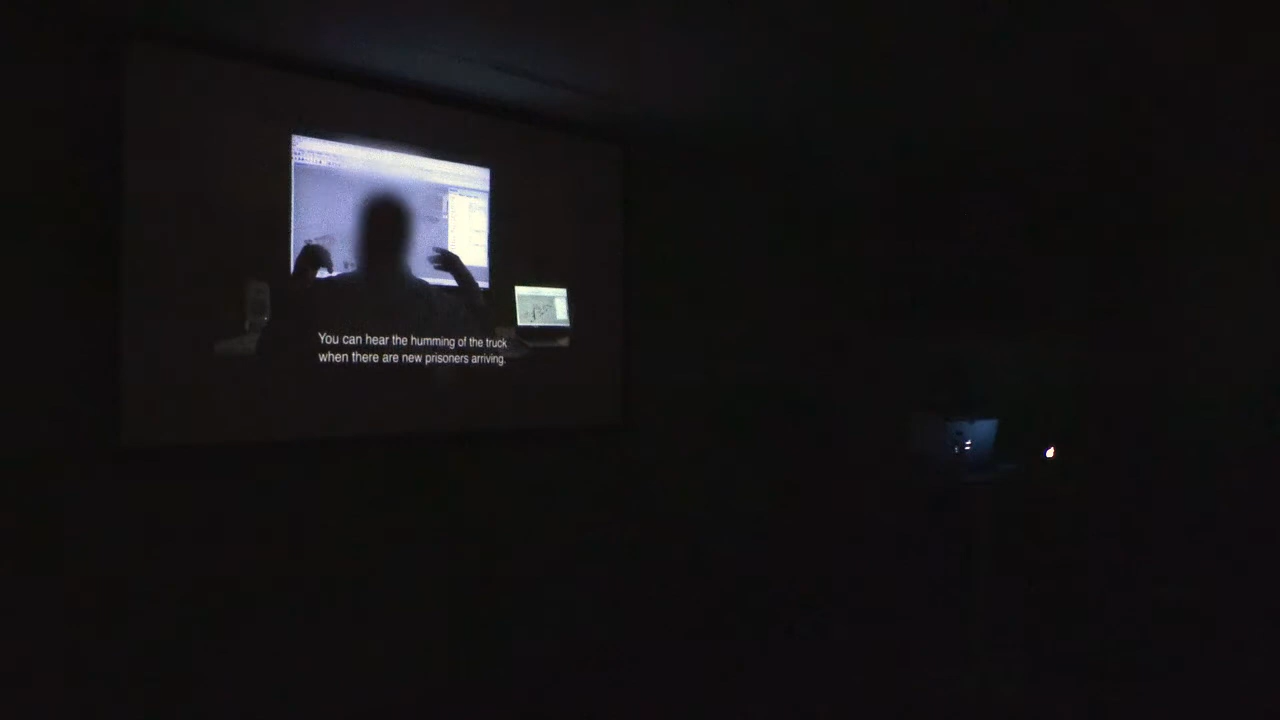 You can hear the humming of the truck
when there are new prisoners arriving.